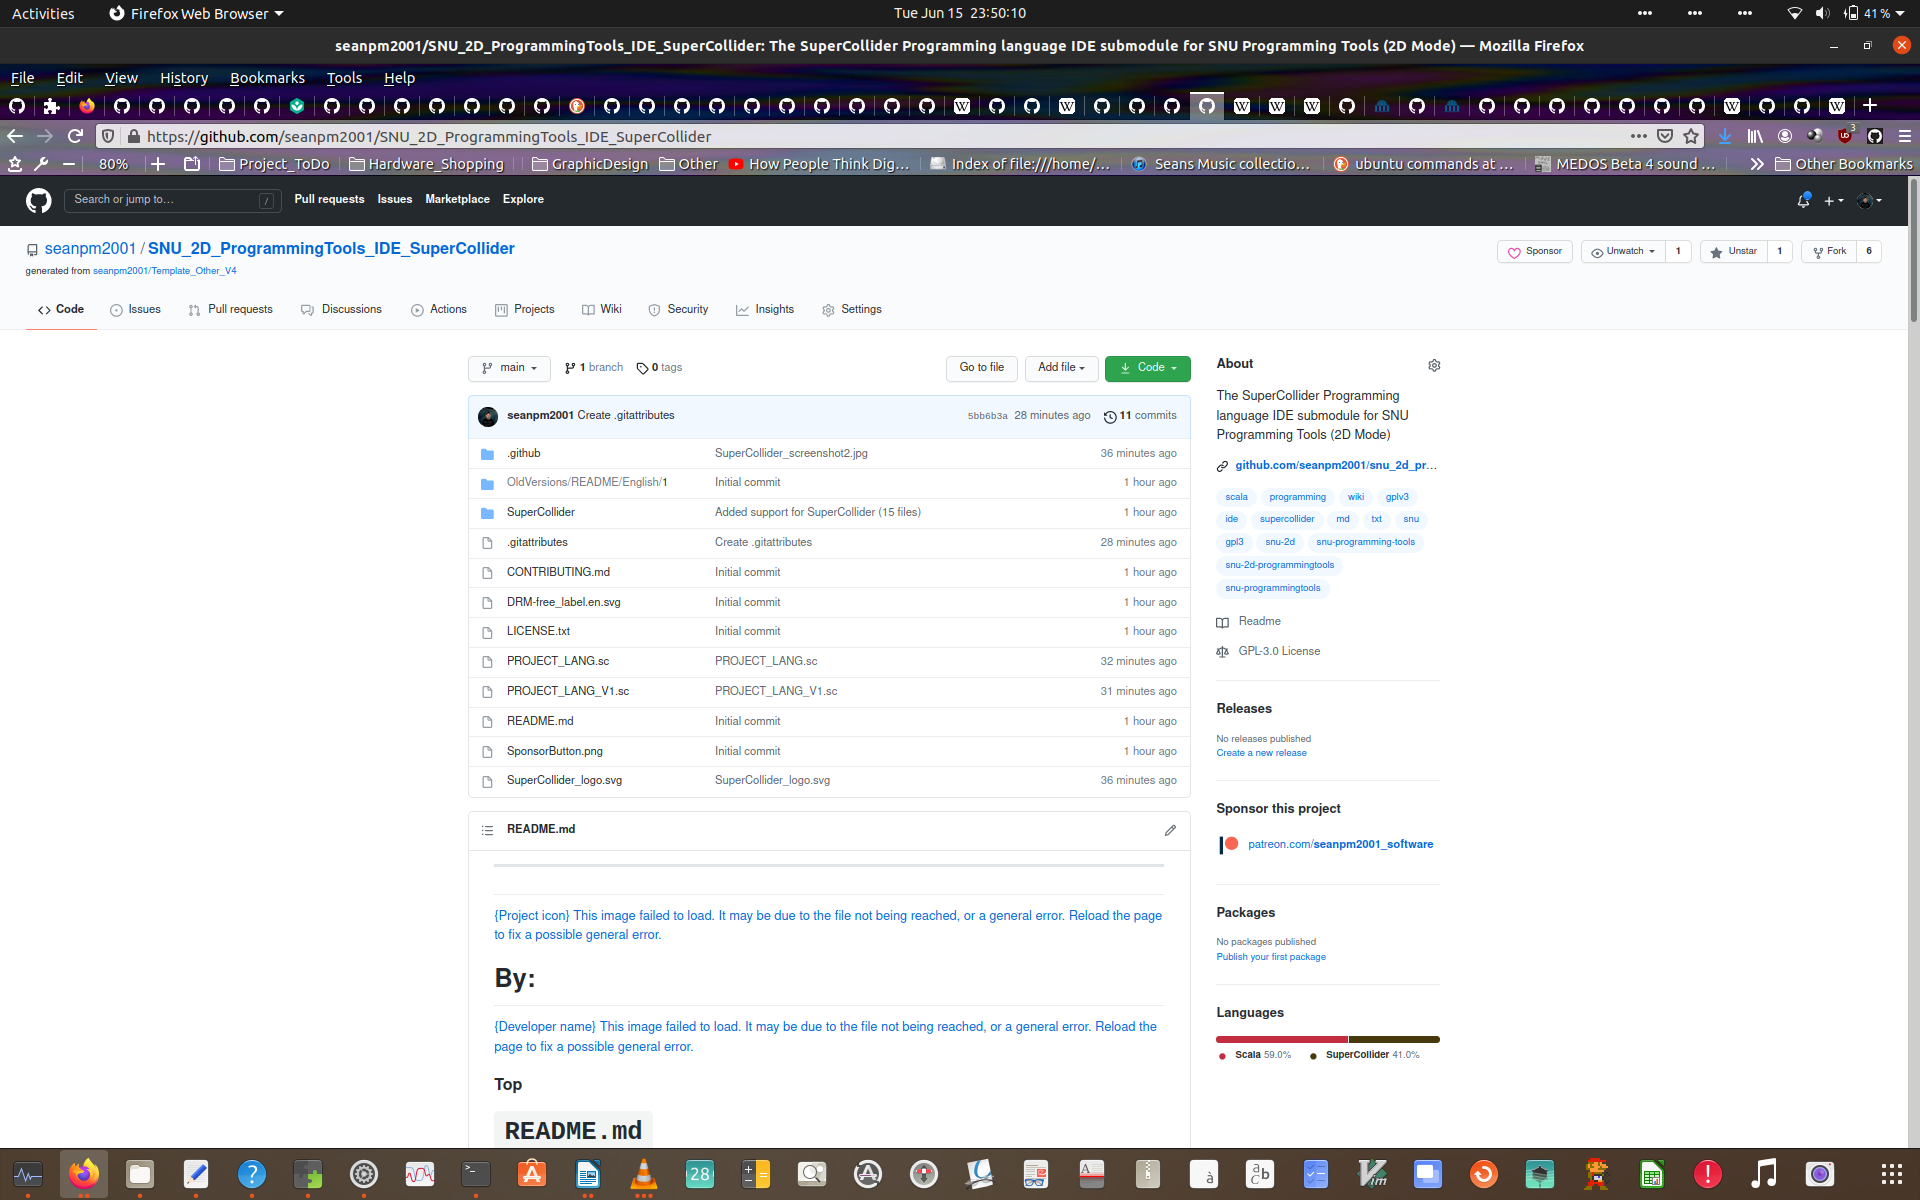 Activities Firefox Web Browser Tue Jun 15 23:50:10 41%
seanpm2001/SNU_2D_ProgrammingTools_IDE_SuperCollider: The SuperCollider Programming language IDE submodule for SNU Programming Tools (2D Mode) — Mozilla Firefox
File Edit View History Bookmarks Tools Help
https://github.com/seanpm2001/SNU_2D_ProgrammingTools_IDE_SuperCollider 3
80% Project_ToDo Hardware_Shopping GraphicDesign Other How People Think Dig… Index of file:///home/… Seans Music collectio… ubuntu commands at … MEDOS Beta 4 sound … Other Bookmarks
Search or jump to… / Pull requests Issues Marketplace Explore
seanpm2001 / SNU_2D_ProgrammingTools_IDE_SuperCollider Sponsor Unwatch 1 Unstar 1 Fork 6
generated from seanpm2001/Template_Other_V4
Code Issues Pull requests Discussions Actions Projects Wiki Security Insights Settings
main 1 branch 0 tags Go to file Add file Code
seanpm2001 Create .gitattributes 5bb6b3a 28 minutes ago 11 commits
.github SuperCollider_screenshot2.jpg 36 minutes ago
OldVersions/README/English/1 Initial commit 1 hour ago
SuperCollider Added support for SuperCollider (15 files) 1 hour ago
.gitattributes Create .gitattributes 28 minutes ago
CONTRIBUTING.md Initial commit 1 hour ago
DRM-free_label.en.svg Initial commit 1 hour ago
LICENSE.txt Initial commit 1 hour ago
PROJECT_LANG.sc PROJECT_LANG.sc 32 minutes ago
PROJECT_LANG_V1.sc PROJECT_LANG_V1.sc 31 minutes ago
README.md Initial commit 1 hour ago
SponsorButton.png Initial commit 1 hour ago
SuperCollider_logo.svg SuperCollider_logo.svg 36 minutes ago
README.md
{Project icon} This image failed to load. It may be due to the file not being reached, or a general error. Reload the page
to fix a possible general error.
By:
{Developer name} This image failed to load. It may be due to the file not being reached, or a general error. Reload the
page to fix a possible general error.
Top
README.md
About
The SuperCollider Programming
language IDE submodule for SNU
Programming Tools (2D Mode)
github.com/seanpm2001/snu_2d_pr…
scala programming wiki gplv3
ide supercollider md txt snu
gpl3 snu-2d snu-programming-tools
snu-2d-programmingtools
snu-programmingtools
Readme
GPL-3.0 License
Releases
No releases published
Create a new release
Sponsor this project
patreon.com/seanpm2001_software
Packages
No packages published
Publish your first package
Languages
Scala 59.0% SuperCollider 41.0%
28